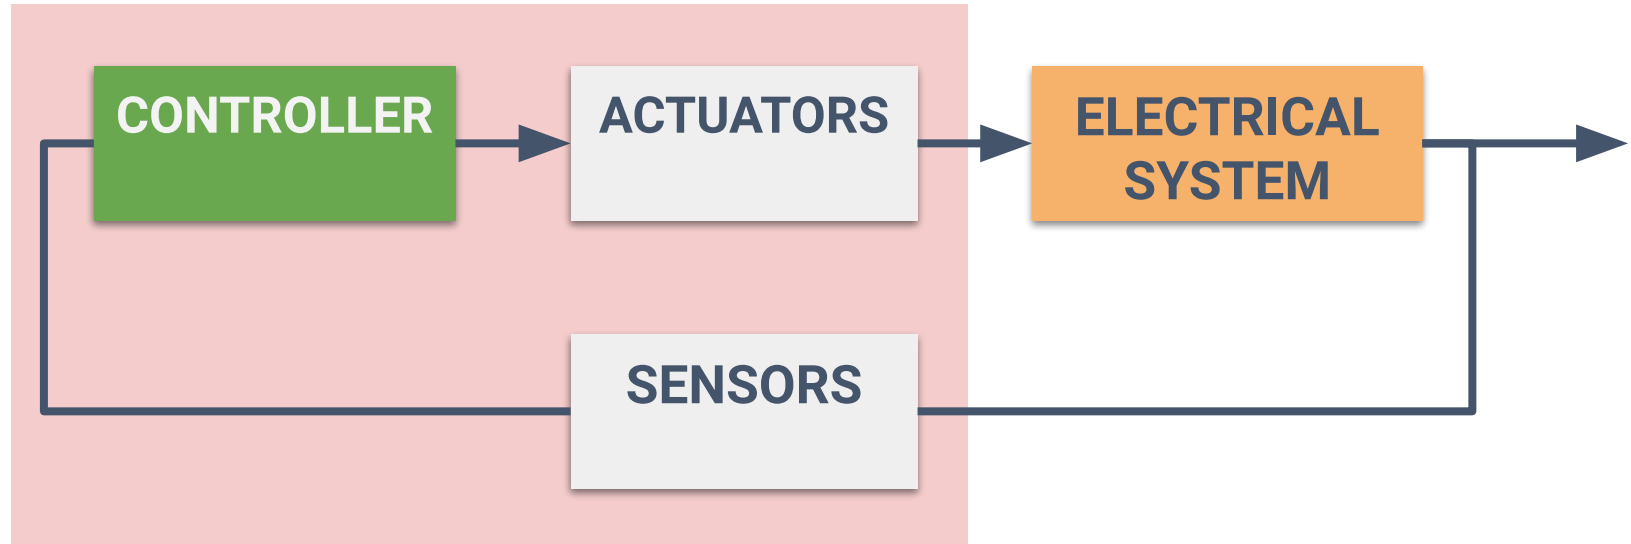 CONTROLLER
ACTUATORS
ELECTRICAL
SYSTEM
SENSORS